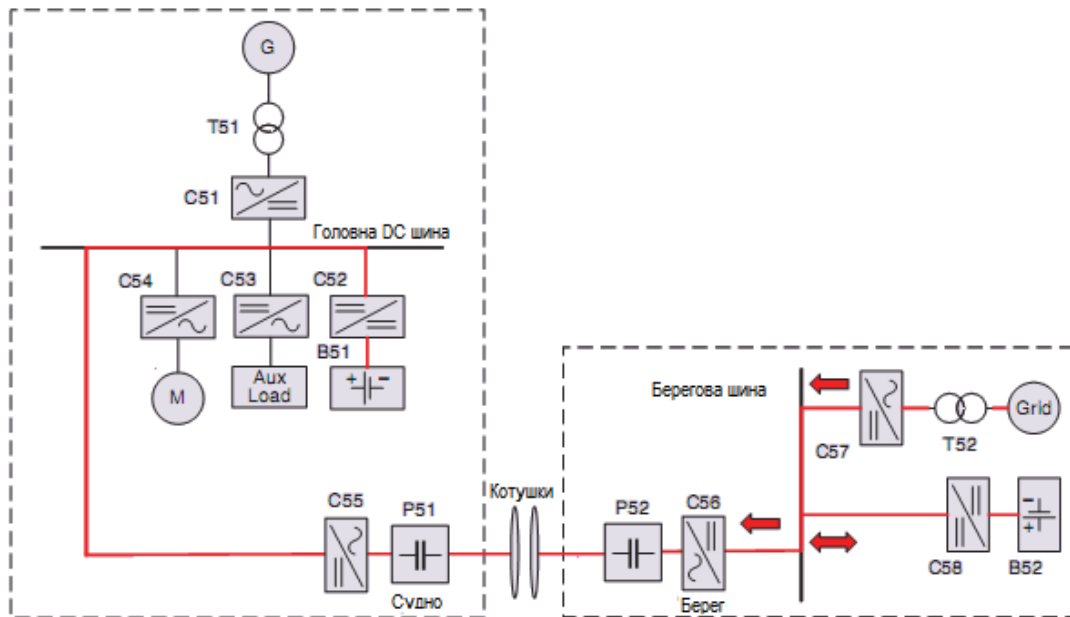 G
T51
C51
Головна DC шина
C54
C53
C52
B51
M
Aux
Load
+ −
C55
P51
Судно
Котушки
P52
C56
Берег
Берегова шина
C57
T52
Grid
C58
B52
−
+